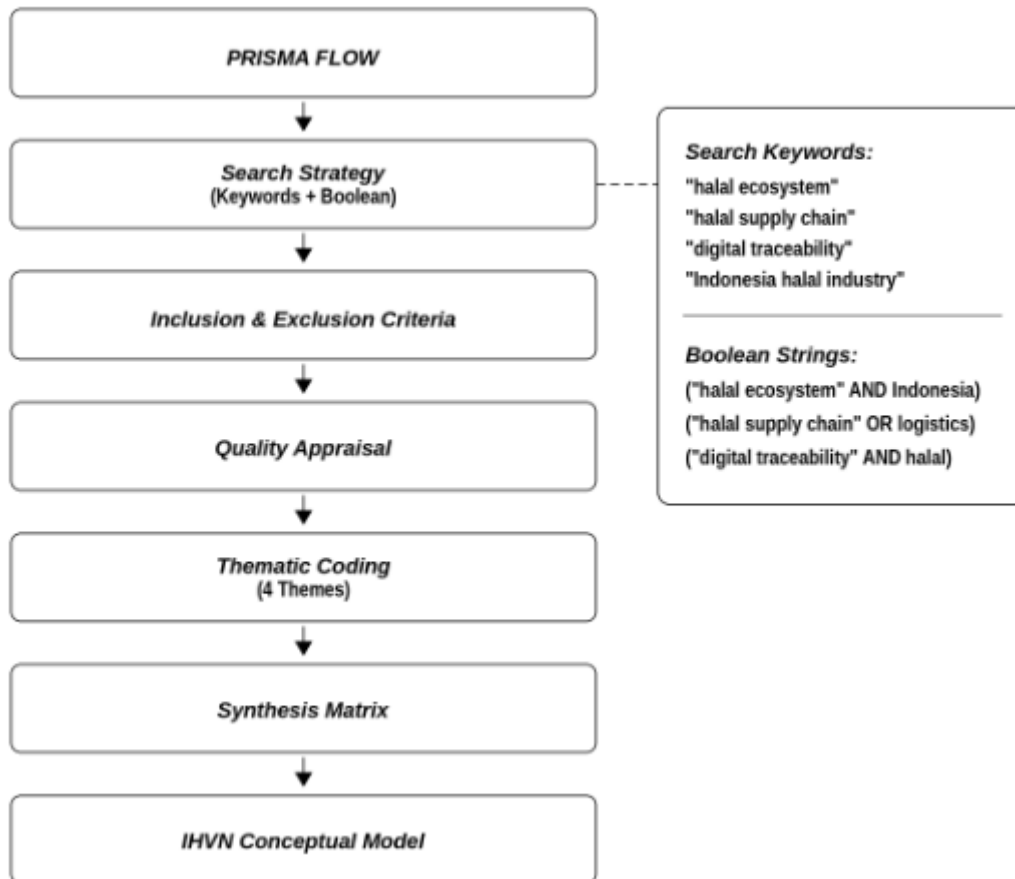 PRISMA FLOW
Search Strategy
(Keywords + Boolean)
Inclusion & Exclusion Criteria
Quality Appraisal
Thematic Coding
(4 Themes)
Synthesis Matrix
IHVN Conceptual Model
Search Keywords:
"halal ecosystem"
"halal supply chain"
"digital traceability"
"Indonesia halal industry"
Boolean Strings:
("halal ecosystem" AND Indonesia)
("halal supply chain" OR logistics)
("digital traceability" AND halal)